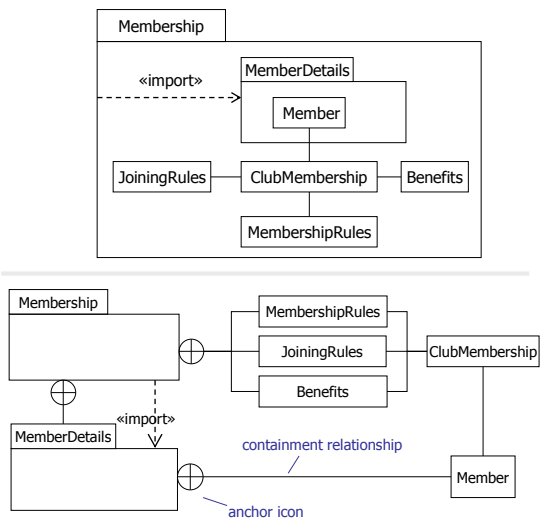 Membership
«import»
MemberDetails
Member
JoiningRules
ClubMembership
Benefits
MembershipRules
Membership
MembershipRules
JoiningRules
ClubMembership
Benefits
«import»
MemberDetails
containment relationship
Member
anchor icon